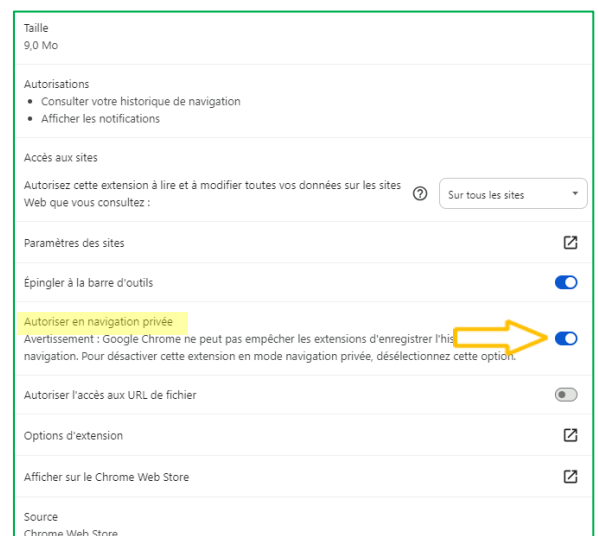 Taille
9,0 Mo
Autorisations
• Consulter votre historique de navigation
• Afficher les notifications
Accès aux sites
Autorisez cette extension à lire et à modifier toutes vos données sur les sites
Web que vous consultez :
Sur tous les sites
Paramètres des sites
Épingler à la barre d'outils
Autoriser en navigation privée
Avertissement : Google Chrome ne peut pas empêcher les extensions d'enregistrer l'his
navigation. Pour désactiver cette extension en mode navigation privée, désélectionnez cette option.
Autoriser l'accès aux URL de fichier
Options d'extension
Afficher sur le Chrome Web Store
Source
Chrome Web Store